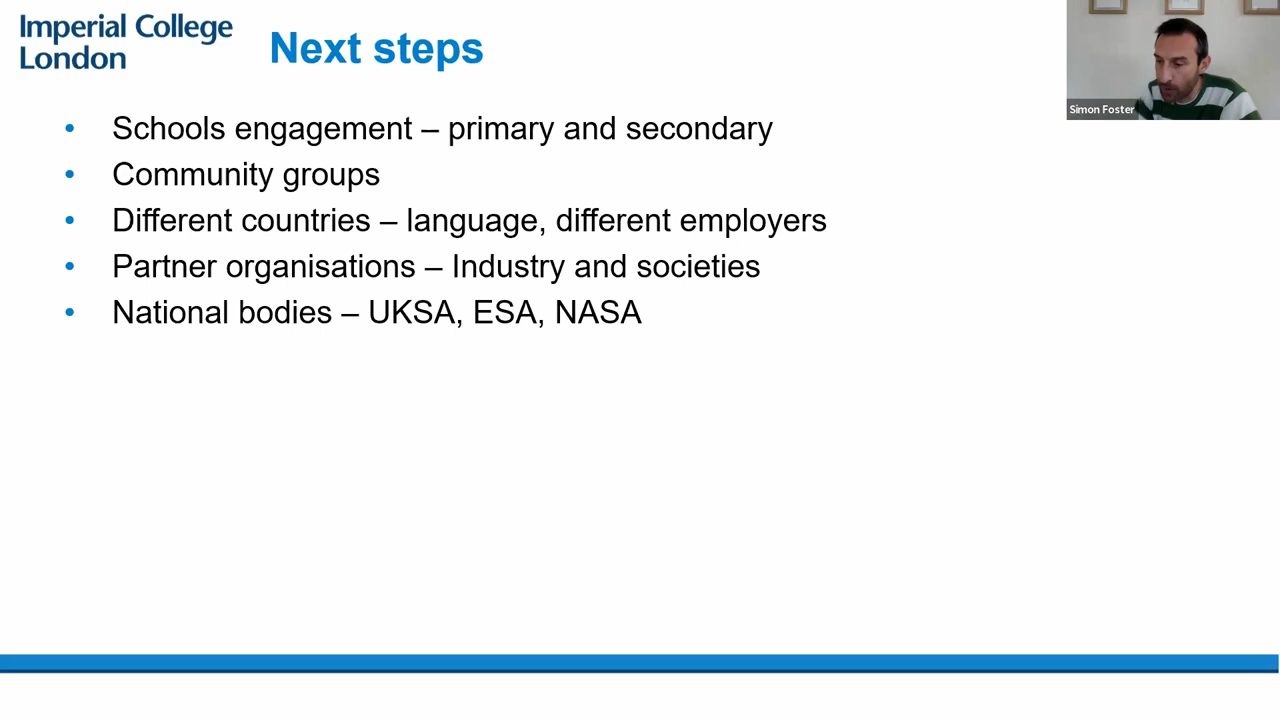 Imperial College
London
Next steps
Simon Foster
• Schools engagement – primary and secondary
• Community groups
• Different countries – language, different employers
• Partner organisations – Industry and societies
• National bodies – UKSA, ESA, NASA